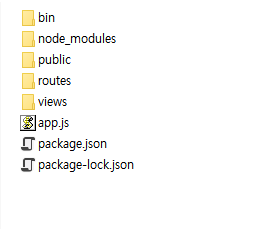 bin
node_modules
public
routes
views
app.js
package.json
package-lock.json